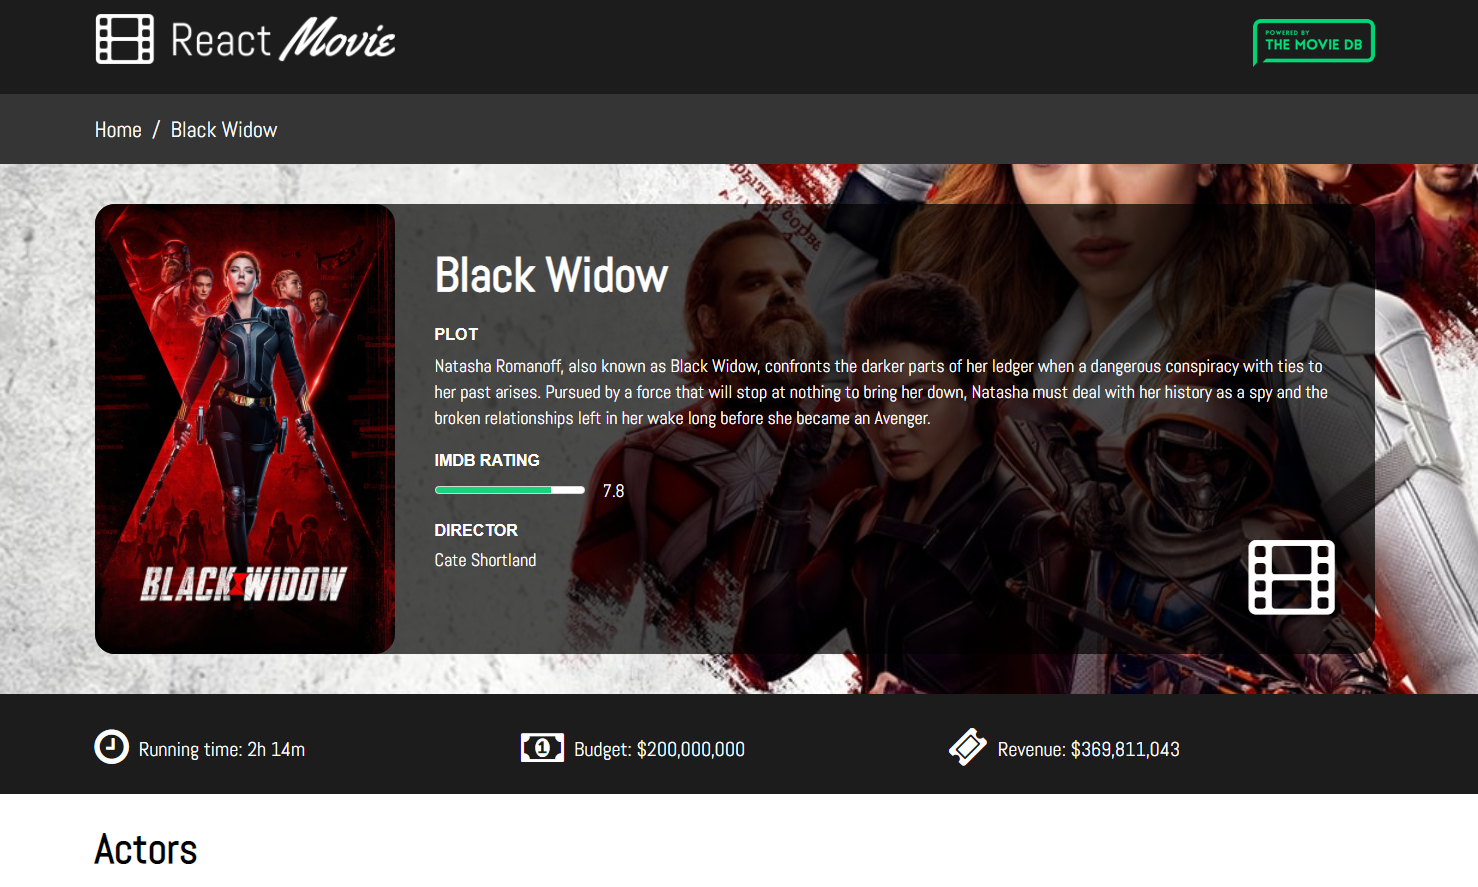 React Movie
POWERED BY
THE MOVIE DB
Home / Black Widow
BLACK WIDOW
Black Widow
PLOT
Natasha Romanoff, also known as Black Widow, confronts the darker parts of her ledger when a dangerous conspiracy with ties to
her past arises. Pursued by a force that will stop at nothing to bring her down, Natasha must deal with her history as a spy and the
broken relationships left in her wake long before she became an Avenger.
IMDB RATING
7.8
DIRECTOR
Cate Shortland
Running time: 2h 14m
1
Budget: $200,000,000
Revenue: $369,811,043
Actors